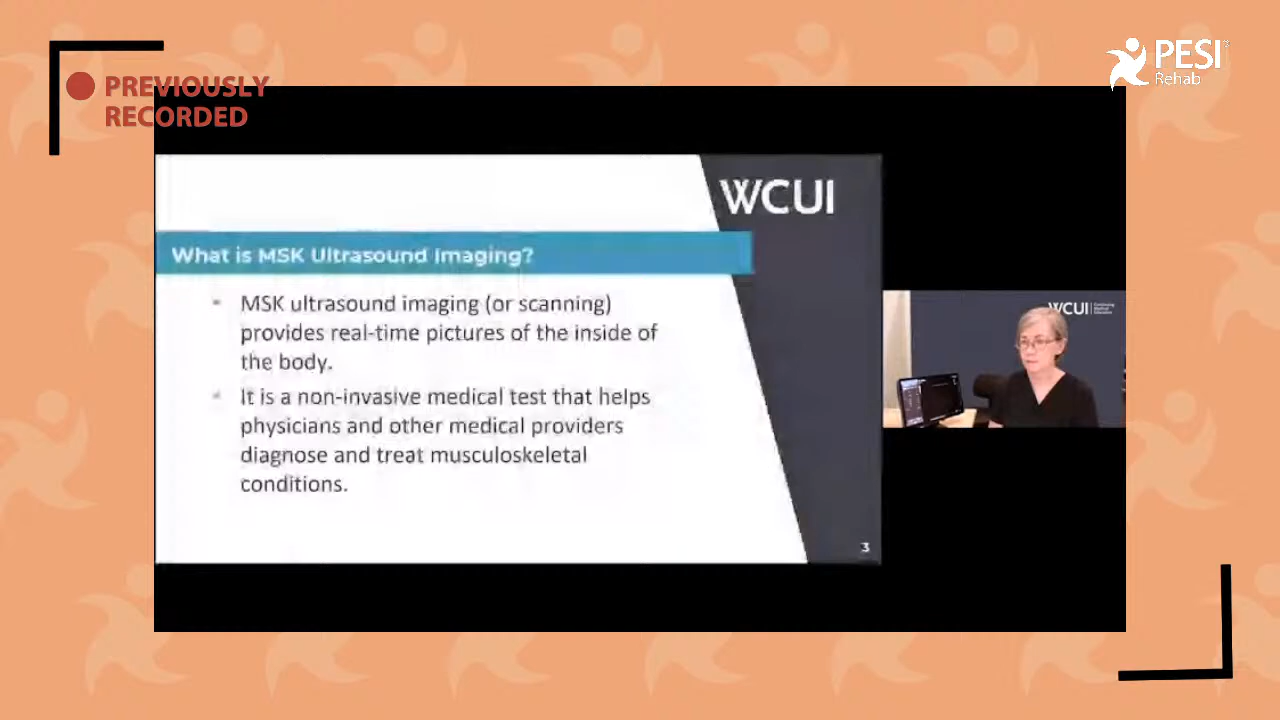 PREVIOUSLY
RECORDED
PESI
Rehab
WCUI
What is MSK Ultrasound Imaging?
MSK ultrasound imaging (or scanning)
provides real-time pictures of the inside of
the body.
It is a non-invasive medical test that helps
physicians and other medical providers
diagnose and treat musculoskeletal
conditions.
3
WCUI